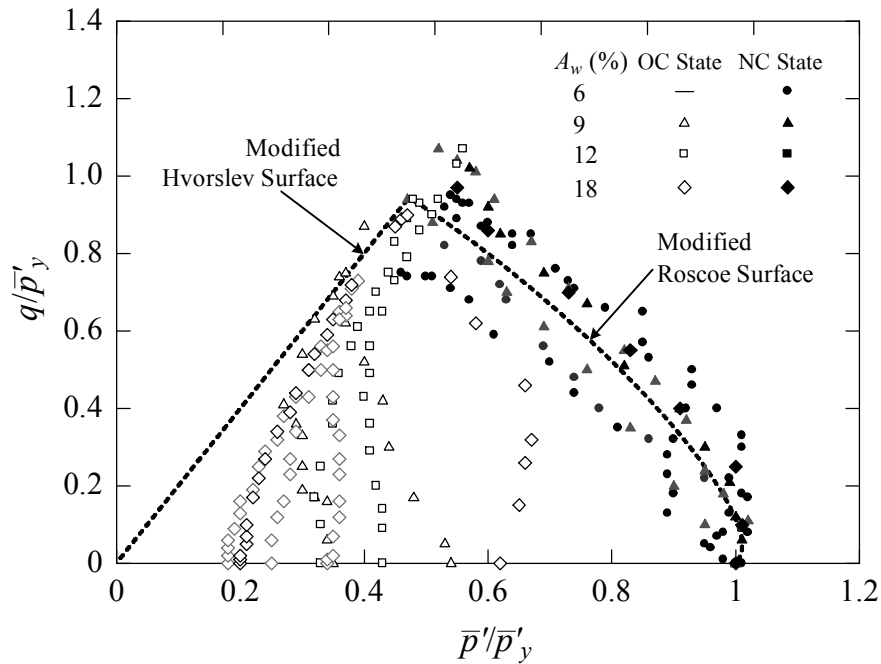 1.4
1.2
1.0
0.8
0.6
0.4
0.2
0
q/p̅′y
A_w (%) OC State NC State
6 —
9
12
18
Modified
Hvorslev Surface
Modified
Roscoe Surface
0 0.2 0.4 0.6 0.8 1 1.2
p̅′/p̅′y